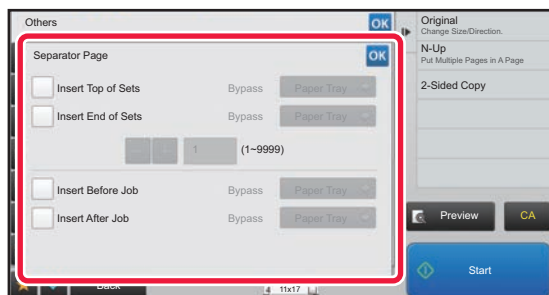 Others
OK
Original
Change Size/Direction.
N-Up
Put Multiple Pages in A Page
2-Sided Copy
Separator Page
OK
Insert Top of Sets
Bypass
Paper Tray
Insert End of Sets
Bypass
Paper Tray
1
(1~9999)
Insert Before Job
Bypass
Paper Tray
Insert After Job
Bypass
Paper Tray
Preview
CA
Start
Back
4 11x17